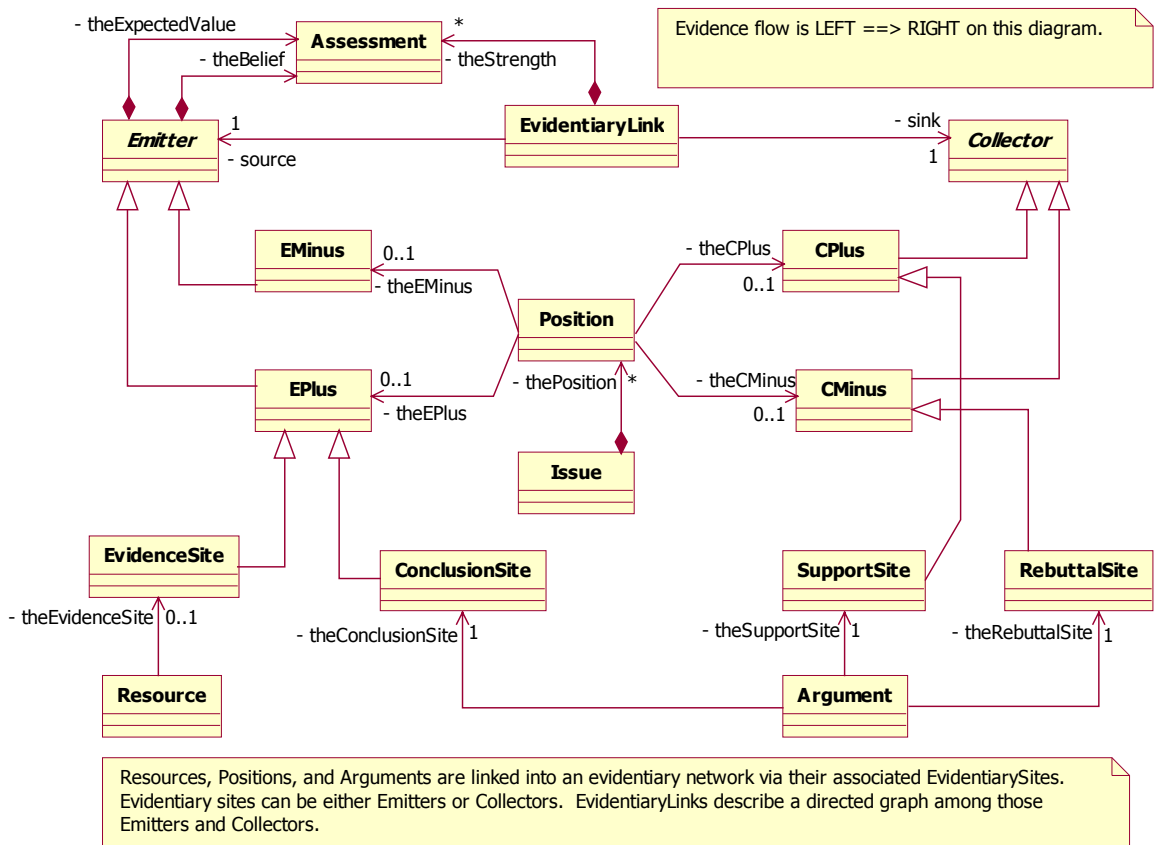 - theExpectedValue
*
Assessment
Evidence flow is LEFT ==> RIGHT on this diagram.
- theBelief
- theStrength
Emitter
1
- source
EvidentiaryLink
- sink
1
Collector
EMinus
0..1
- theEMinus
- theCPlus
0..1
CPlus
Position
EPlus
0..1
- theEPlus
- thePosition
*
- theCMinus
0..1
CMinus
Issue
EvidenceSite
ConclusionSite
SupportSite
RebuttalSite
- theEvidenceSite
0..1
- theConclusionSite
1
- theSupportSite
1
- theRebuttalSite
1
Resource
Argument
Resources, Positions, and Arguments are linked into an evidentiary network via their associated EvidentiarySites.
Evidentiary sites can be either Emitters or Collectors.  EvidentiaryLinks describe a directed graph among those
Emitters and Collectors.